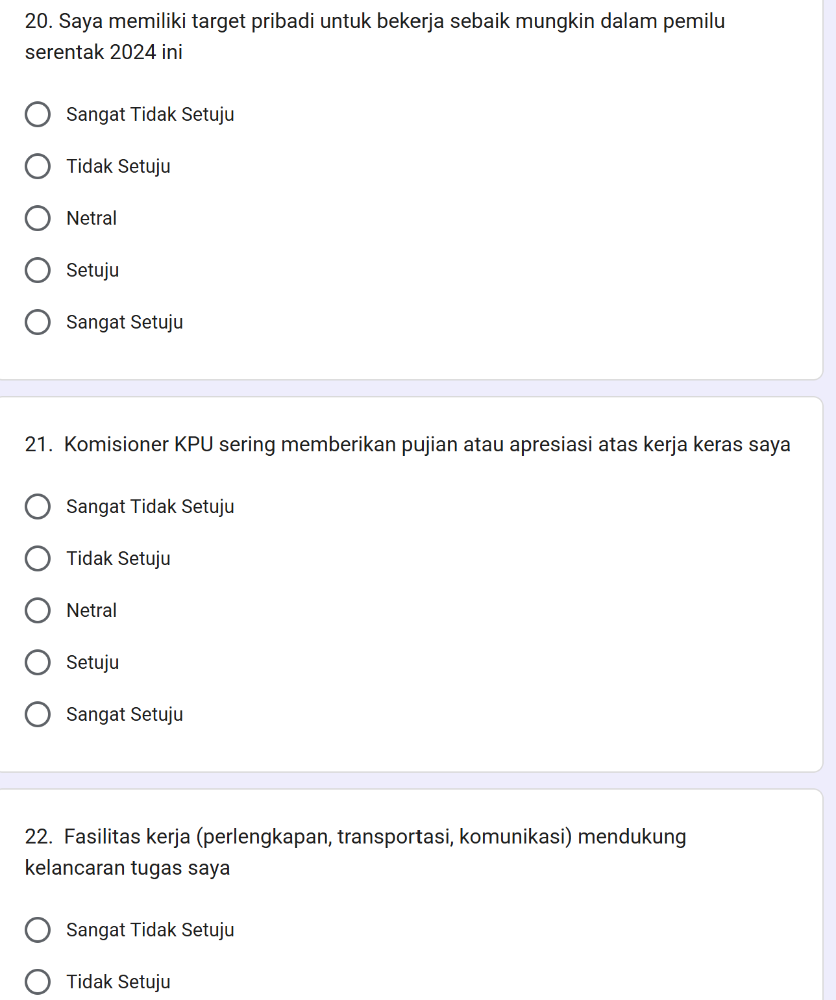 20. Saya memiliki target pribadi untuk bekerja sebaik mungkin dalam pemilu
serentak 2024 ini
Sangat Tidak Setuju
Tidak Setuju
Netral
Setuju
Sangat Setuju
21. Komisioner KPU sering memberikan pujian atau apresiasi atas kerja keras saya
Sangat Tidak Setuju
Tidak Setuju
Netral
Setuju
Sangat Setuju
22. Fasilitas kerja (perlengkapan, transportasi, komunikasi) mendukung
kelancaran tugas saya
Sangat Tidak Setuju
Tidak Setuju